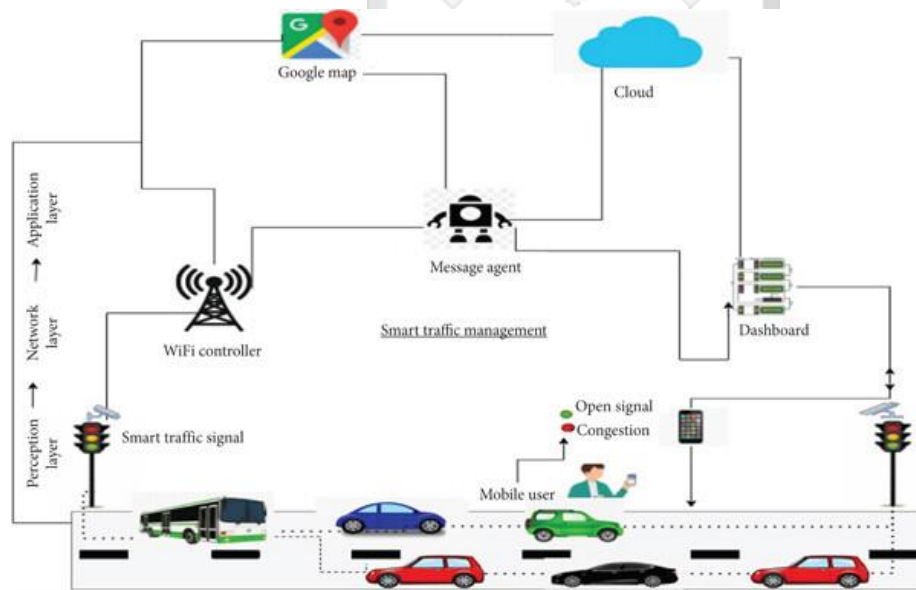 G
Google map
Cloud
Application
layer
Message agent
Network
layer
WiFi controller
Smart traffic management
Dashboard
Perception
layer
Smart traffic signal
Open signal
Congestion
Mobile user